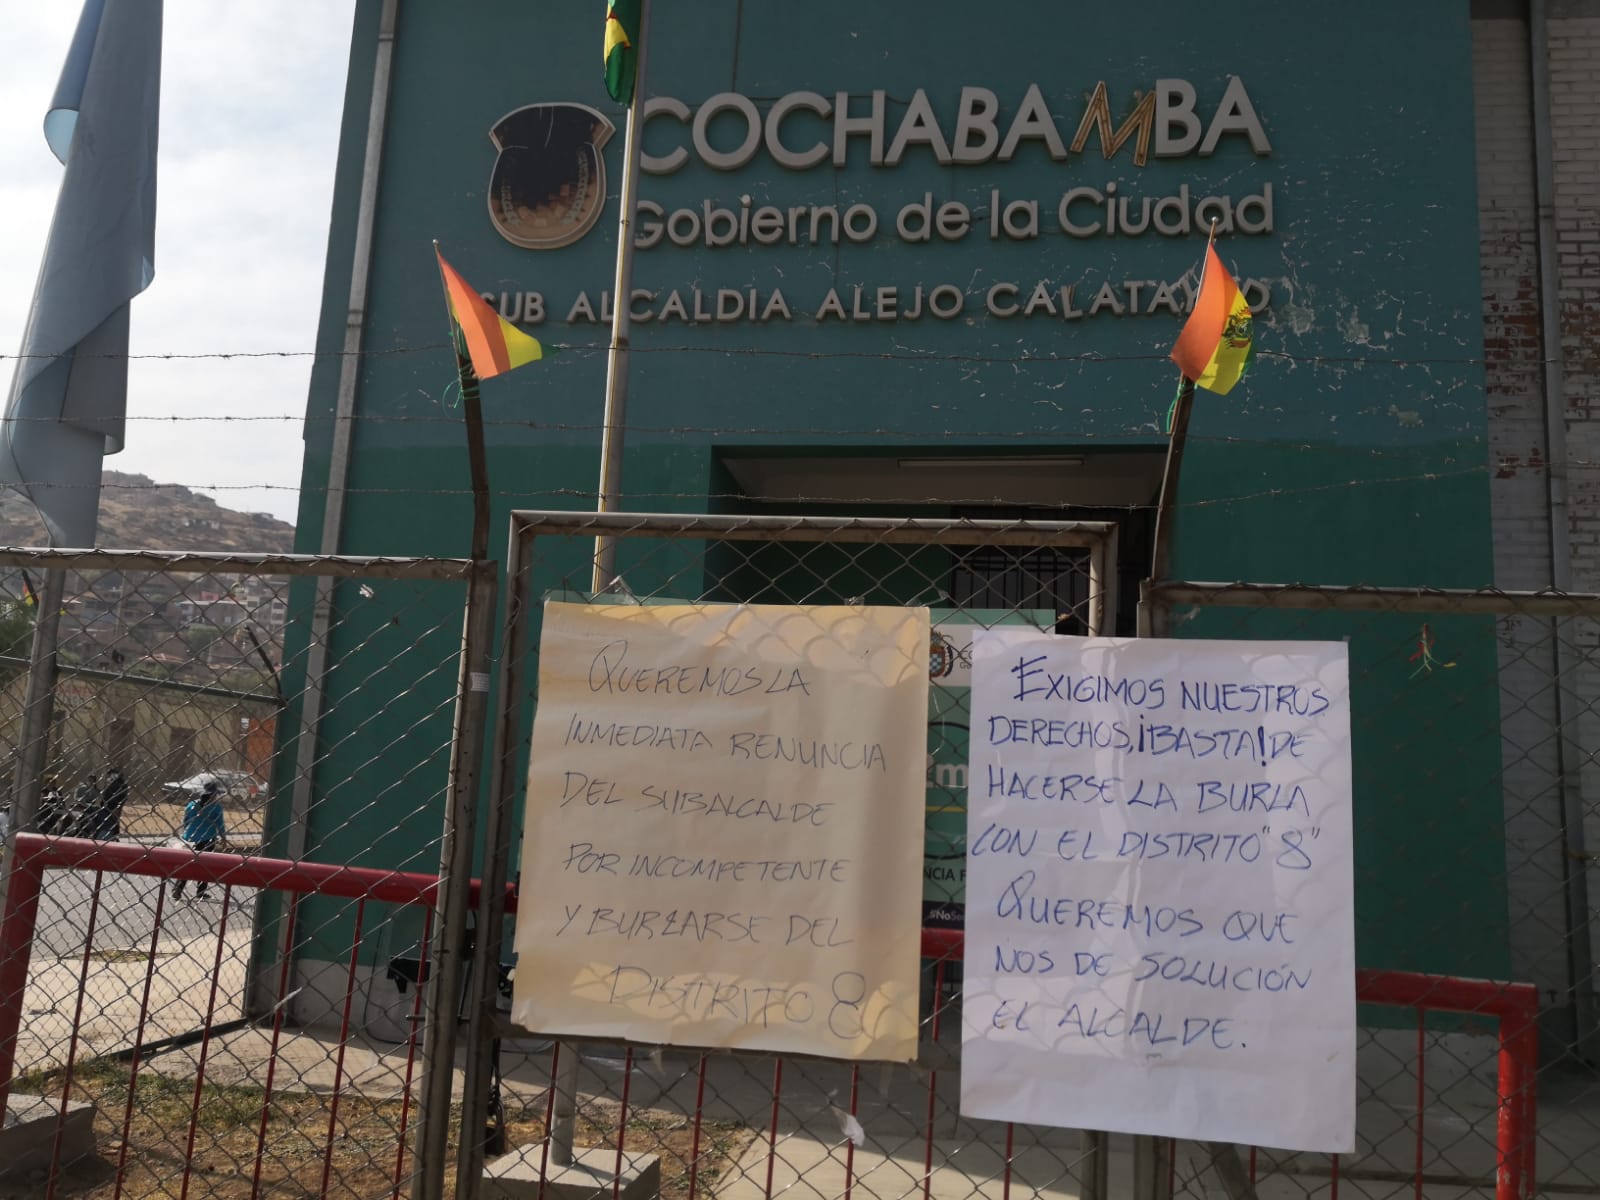 COCHABAMBA
Gobierno de la Ciudad
SUB ALCALDIA ALEJO CALATAYUD
QUEREMOS LA
INMEDIATA RENUNCIA
DEL SUBALCALDE
POR INCOMPETENTE
Y BURLARSE DEL
DISTRITO 8
EXIGIMOS NUESTROS
DERECHOS, ¡BASTA! DE
HACERSE LA BURLA
CON EL DISTRITO "8"
QUEREMOS QUE
NOS DE SOLUCIÓN
EL ALCALDE.